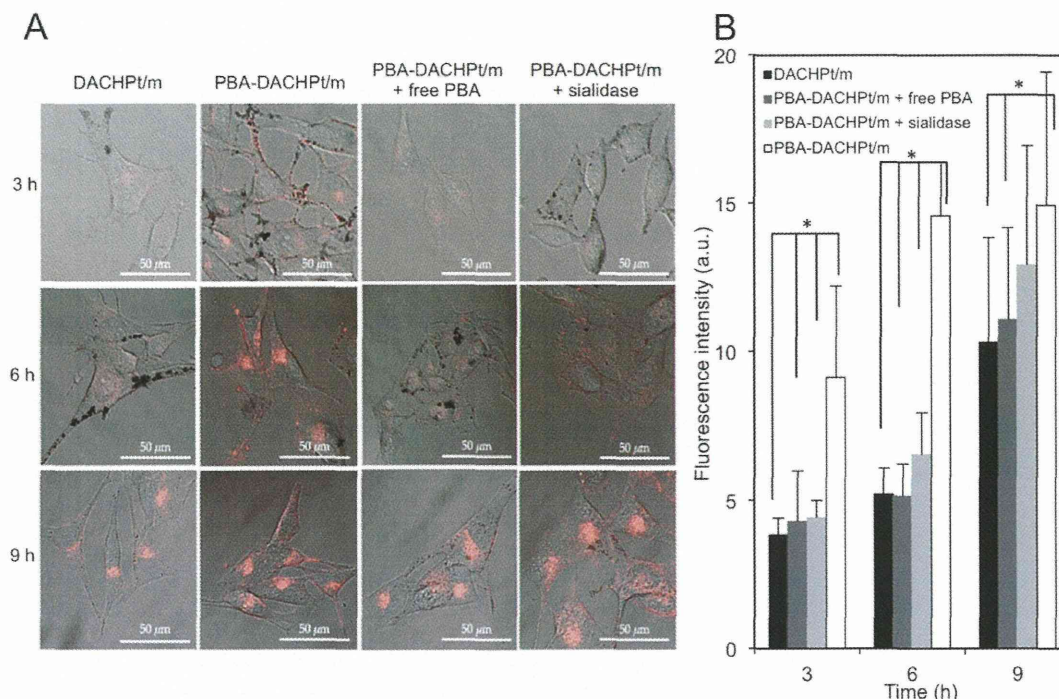 A
DACHPt/m
PBA-DACHPt/m
PBA-DACHPt/m
+ free PBA
PBA-DACHPt/m
+ sialidase
3 h
50 µm
50 µm
50 µm
50 µm
6 h
50 µm
50 µm
50 µm
50 µm
9 h
50 µm
50 µm
50 µm
50 µm
B
20
15
10
5
0
Fluorescence intensity (a.u.)
DACHPt/m
PBA-DACHPt/m + free PBA
PBA-DACHPt/m + sialidase
PBA-DACHPt/m
*
*
*
3
6
9
Time (h)